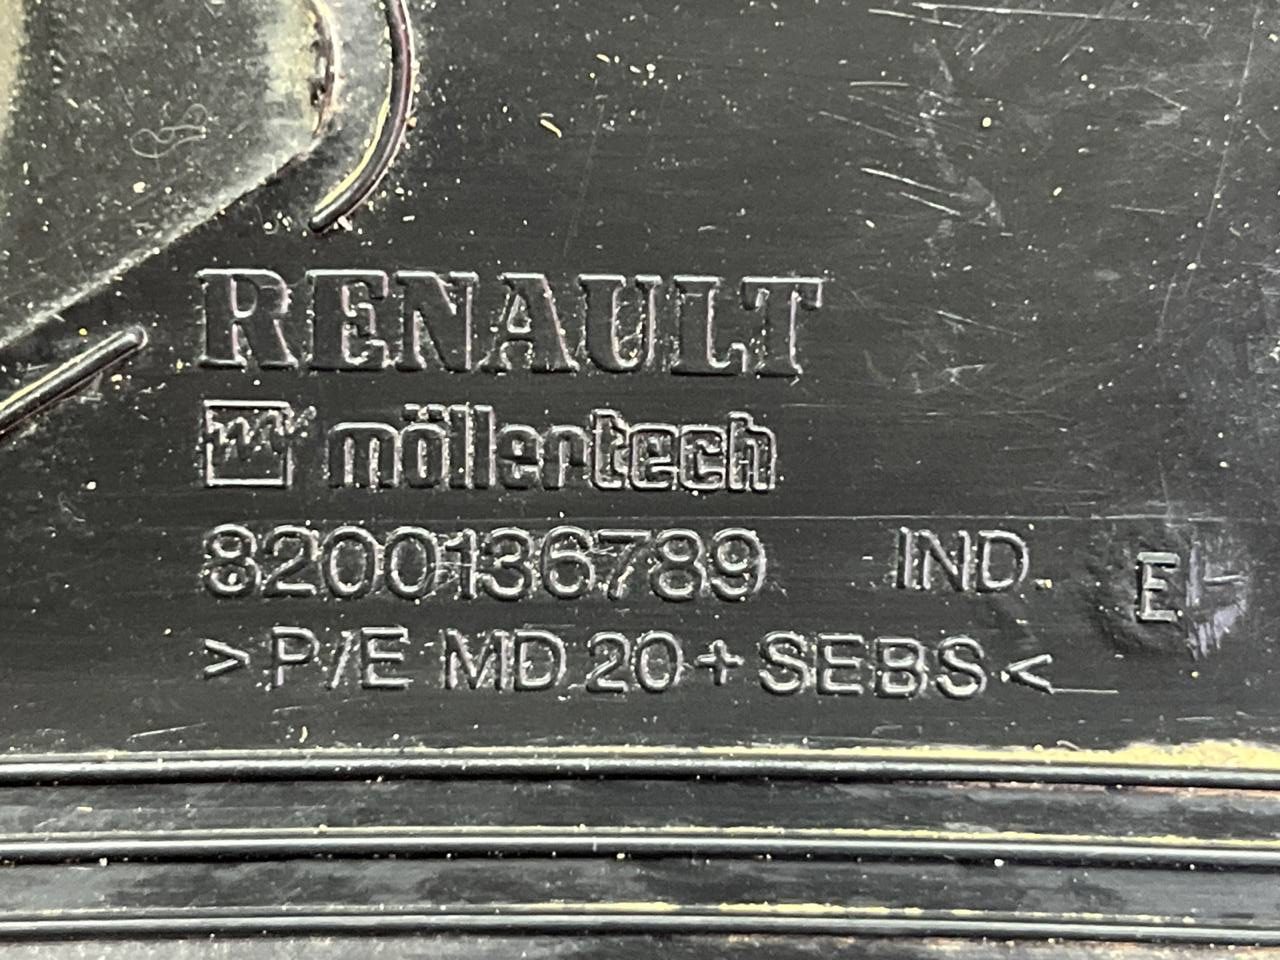 RENAULT
möllertech
8200136789 IND. E
>P/E MD 20+SEBS<